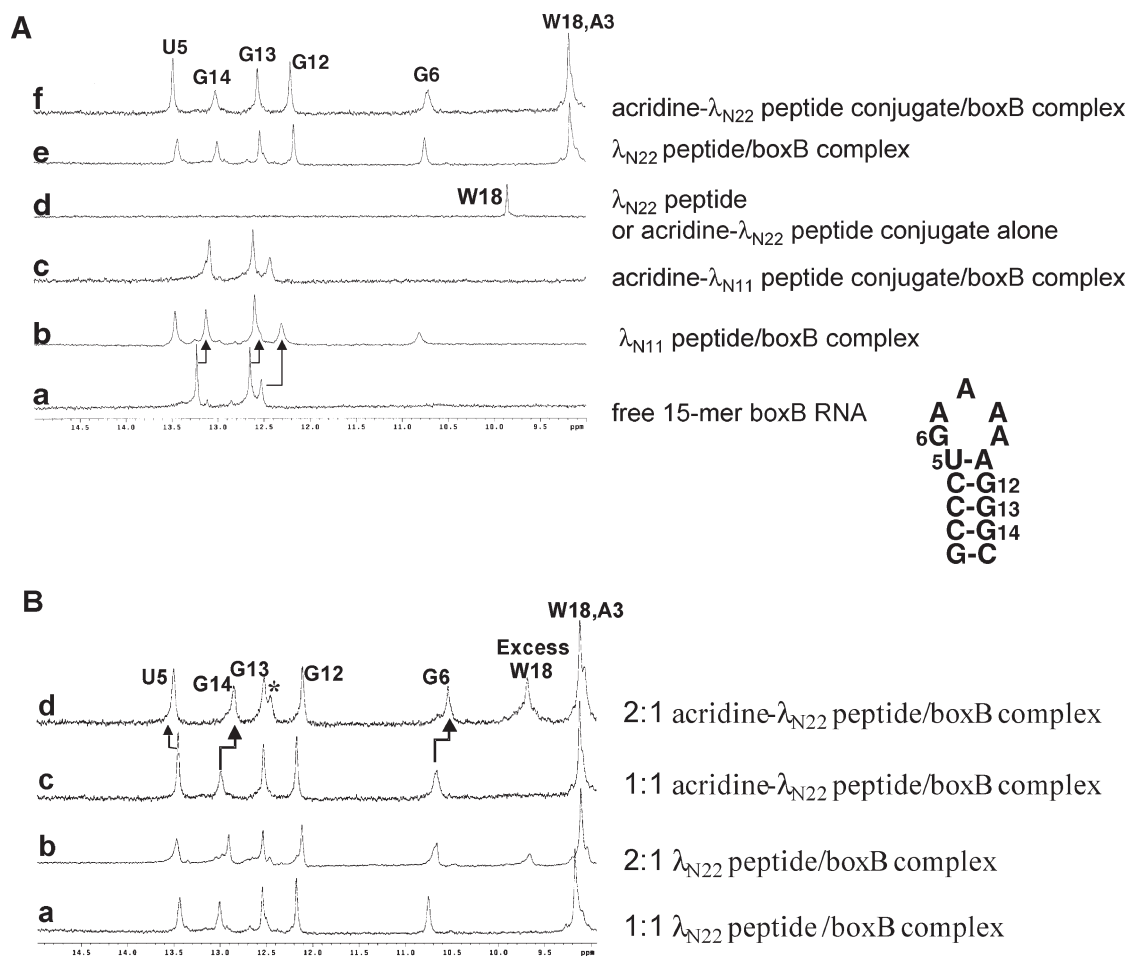 A
W18,A3
U5
G14
G13
G12
G6
f
acridine-λN22 peptide conjugate/boxB complex
e
λN22 peptide/boxB complex
d
W18
λN22 peptide
or acridine-λN22 peptide conjugate alone
c
acridine-λN11 peptide conjugate/boxB complex
b
λN11 peptide/boxB complex
a
free 15-mer boxB RNA
14.5 14.0 13.5 13.0 12.5 12.0 11.5 11.0 10.5 10.0 9.5 ppm
A
A A
6G A
5U-A
C-G12
C-G13
C-G14
G-C
B
W18,A3
Excess
W18
U5
G14
G13
*
G12
G6
d
2:1 acridine-λN22 peptide/boxB complex
c
1:1 acridine-λN22 peptide/boxB complex
b
2:1 λN22 peptide/boxB complex
a
1:1 λN22 peptide /boxB complex
14.5 14.0 13.5 13.0 12.5 12.0 11.5 11.0 10.5 10.0 9.5 ppm